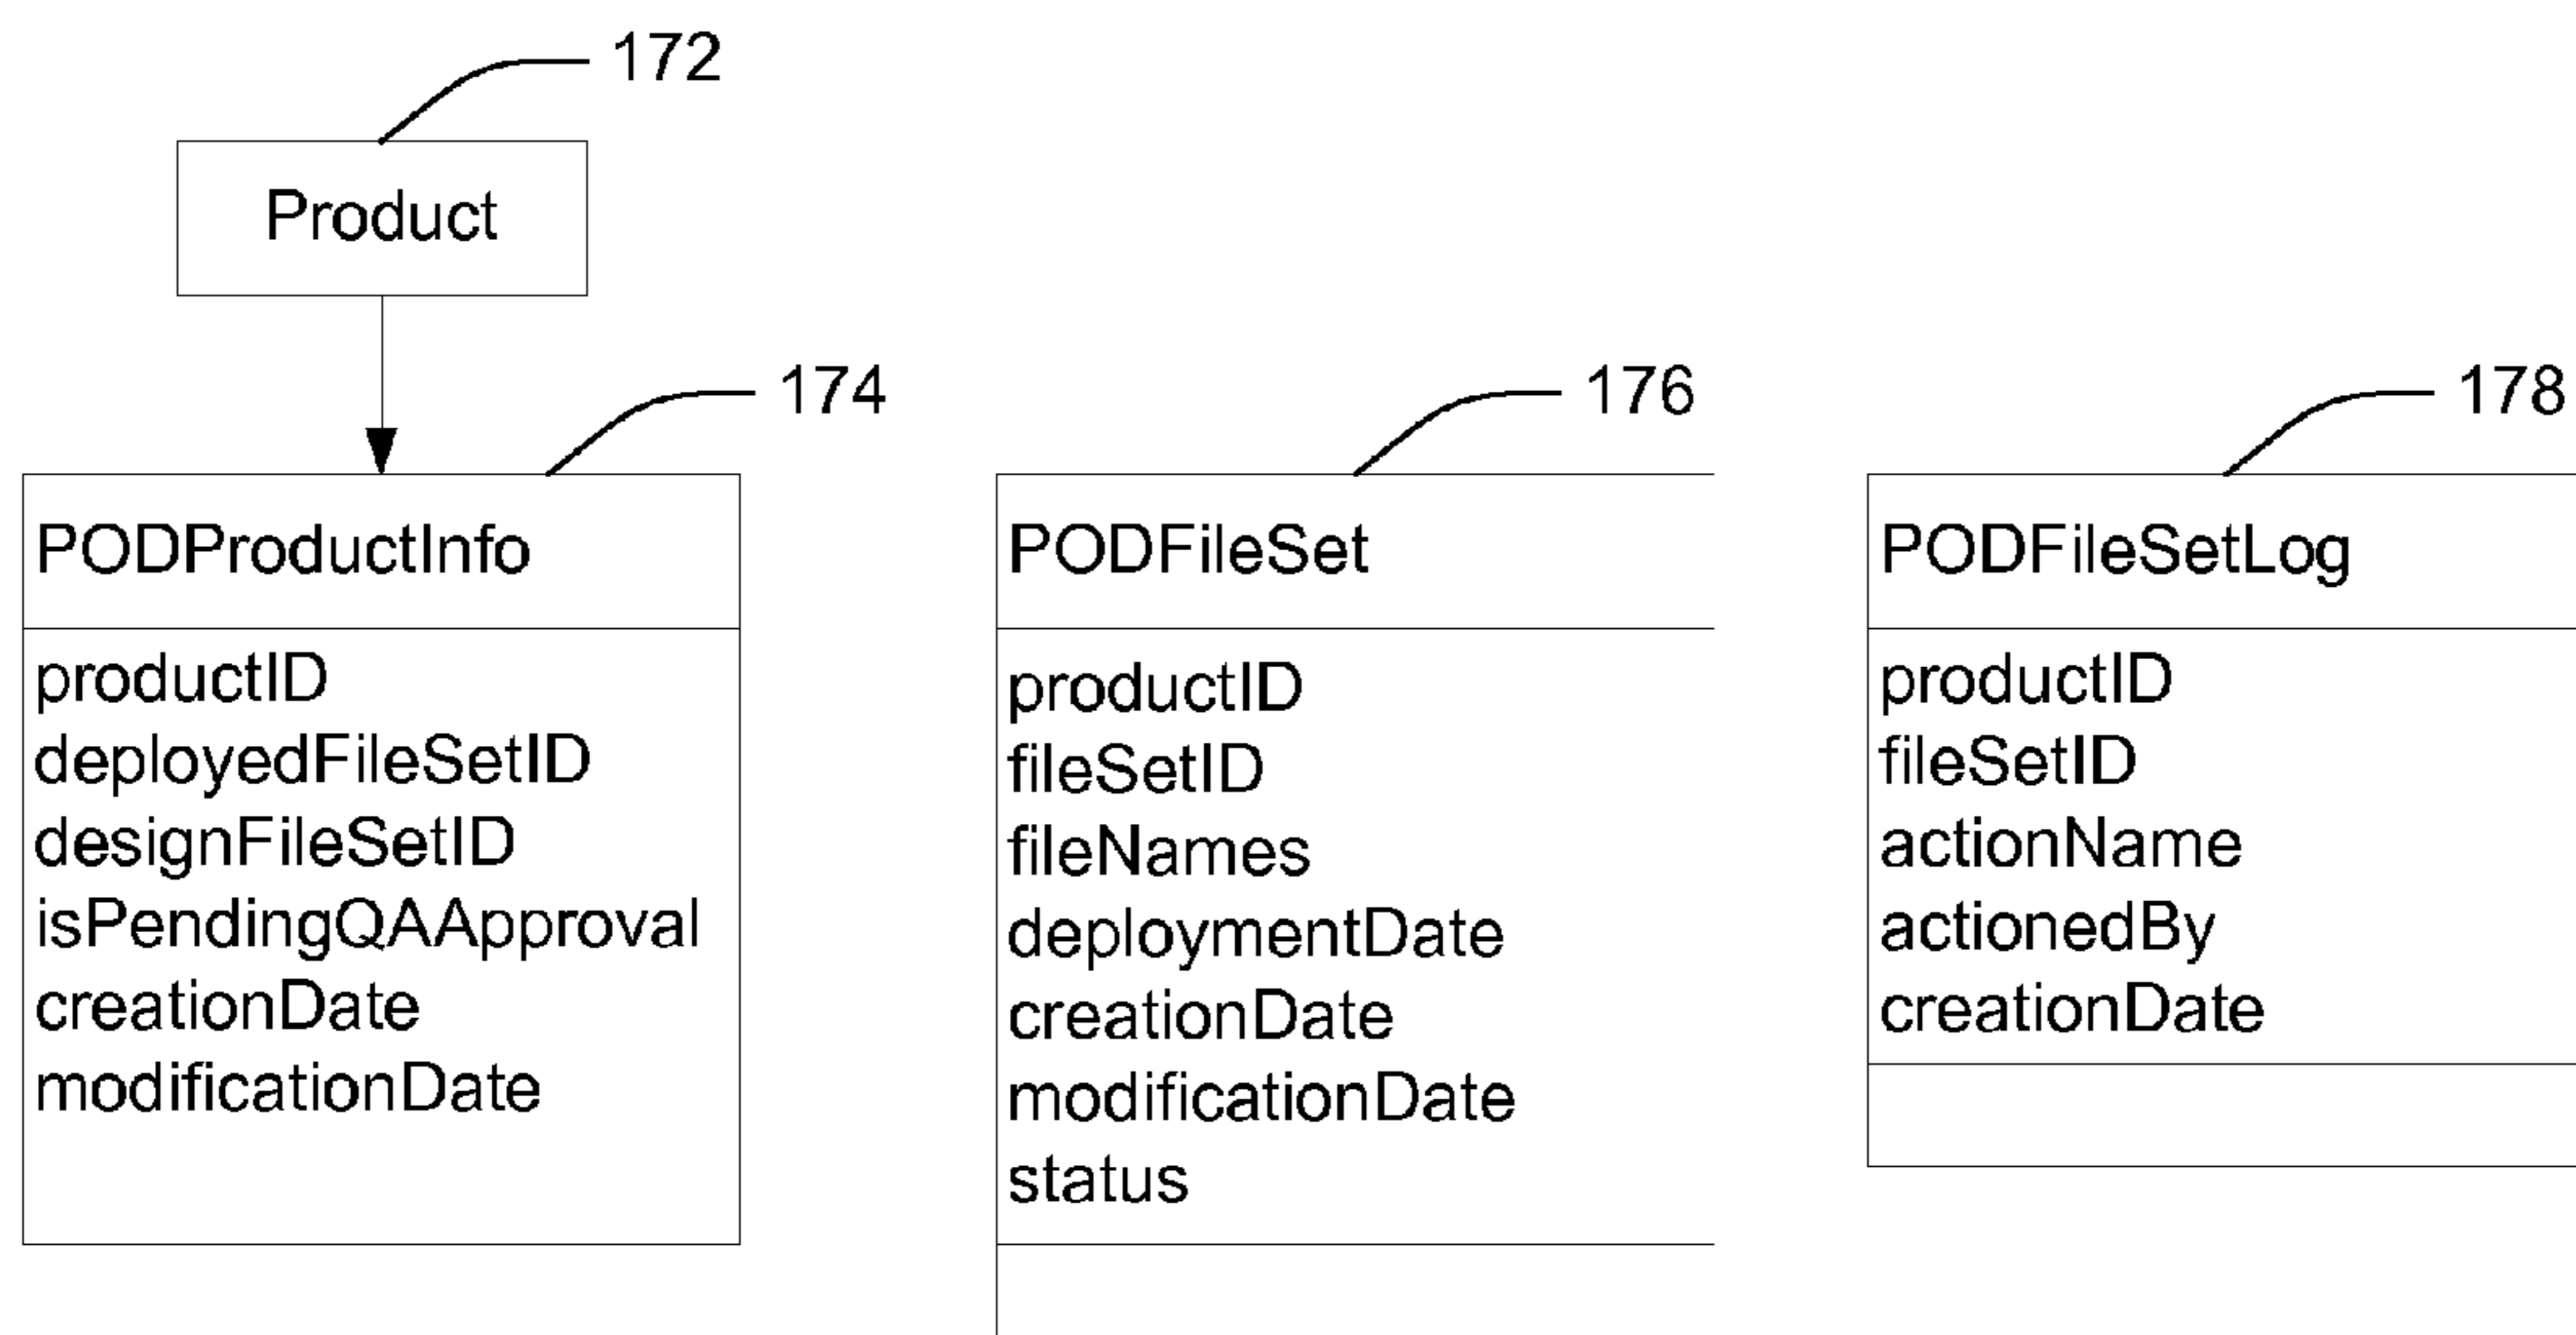 172
Product
174
176
178
PODProductInfo
productID
deployedFileSetID
designFileSetID
isPendingQAApproval
creationDate
modificationDate
PODFileSet
productID
fileSetID
fileNames
deploymentDate
creationDate
modificationDate
status
PODFileSetLog
productID
fileSetID
actionName
actionedBy
creationDate